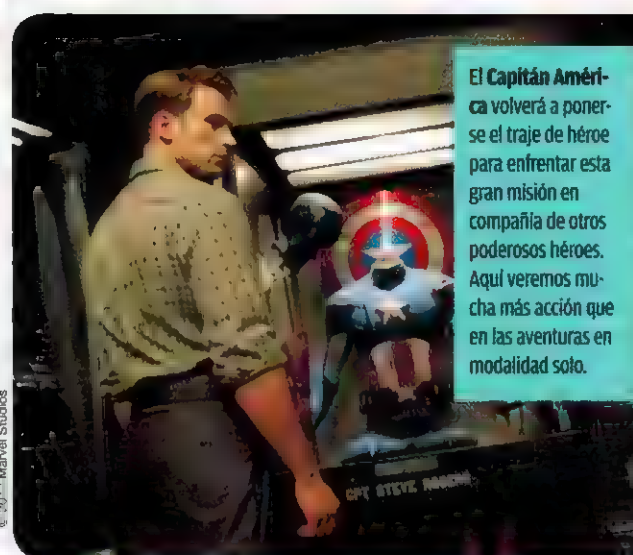 El Capitán Améri-
ca volverá a poner-
se el traje de héroe
para enfrentar esta
gran misión en
compañía de otros
poderosos héroes.
Aquí veremos mu-
cha más acción que
en las aventuras en
modalidad solo.
CPT STEVE
Marvel Studios